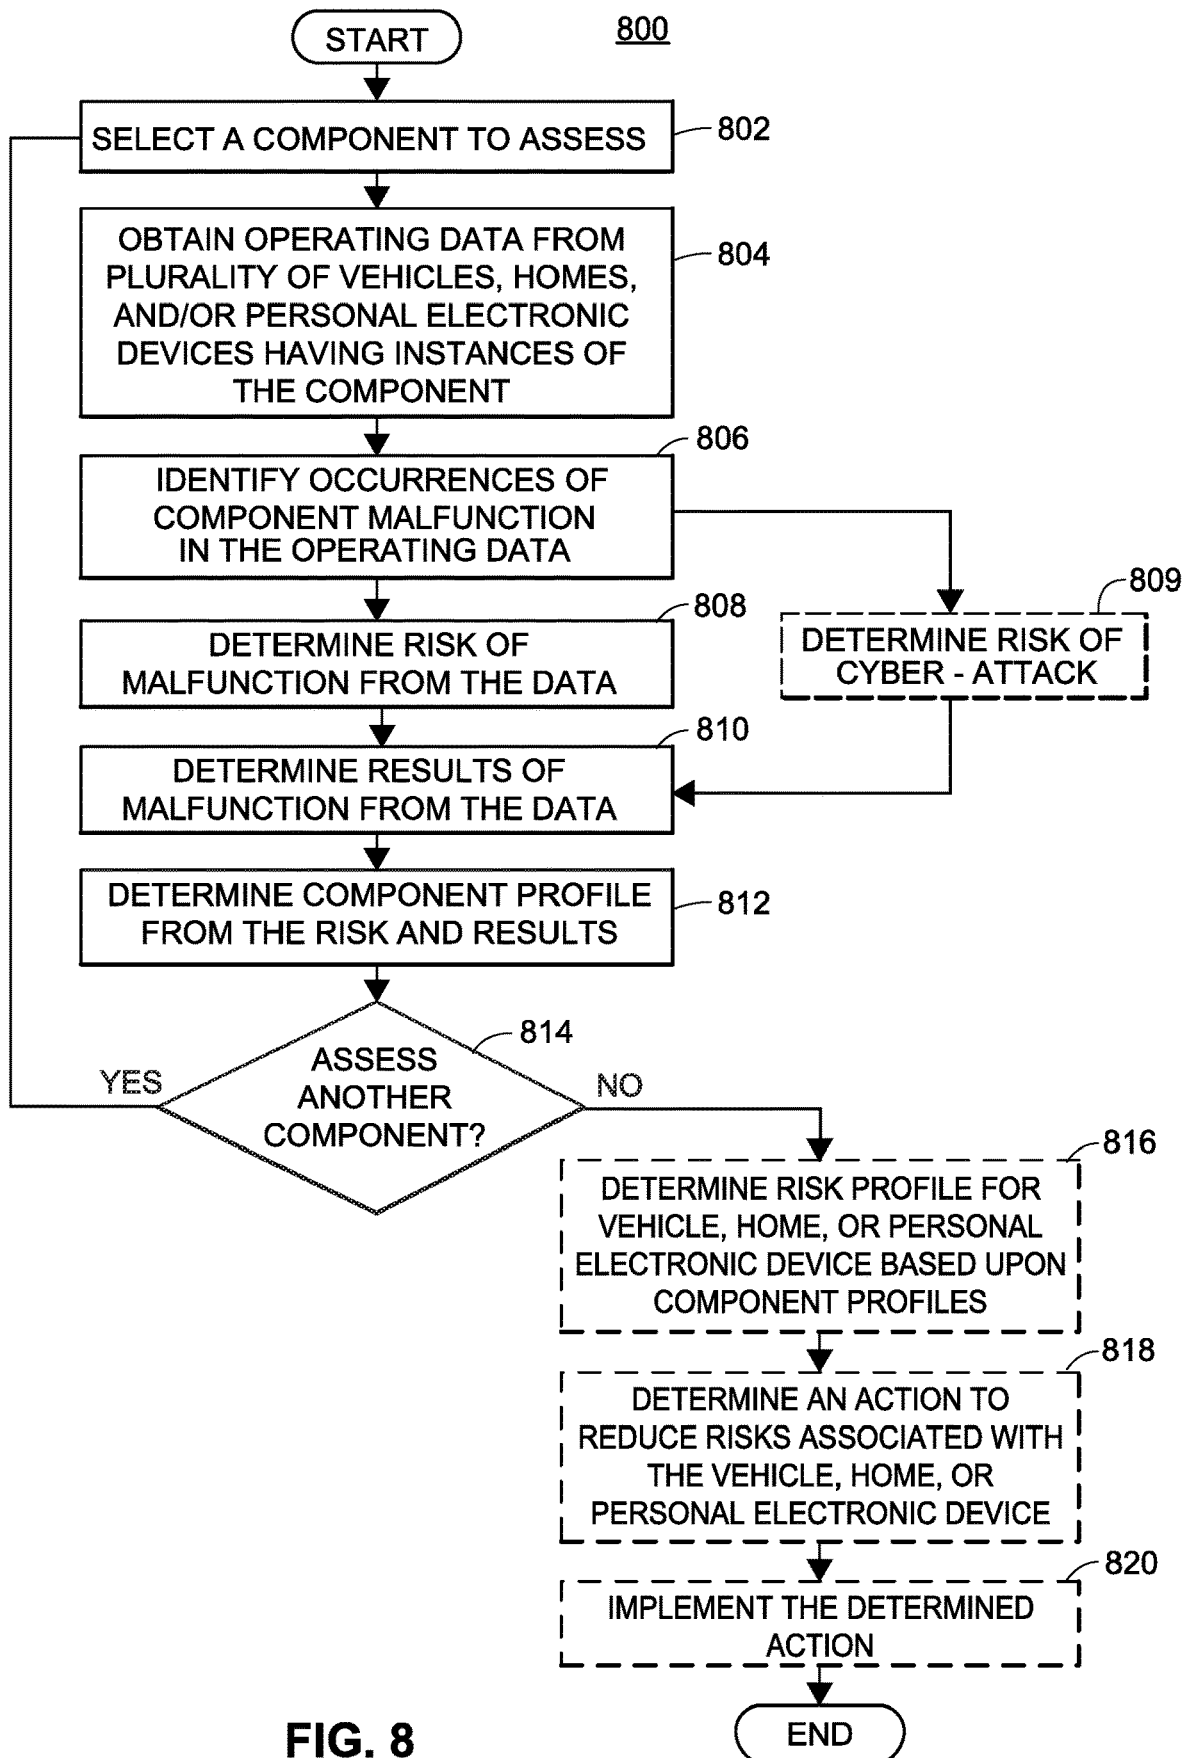 START
800
SELECT A COMPONENT TO ASSESS
802
OBTAIN OPERATING DATA FROM
PLURALITY OF VEHICLES, HOMES,
AND/OR PERSONAL ELECTRONIC
DEVICES HAVING INSTANCES OF
THE COMPONENT
804
806
IDENTIFY OCCURRENCES OF
COMPONENT MALFUNCTION
IN THE OPERATING DATA
808
DETERMINE RISK OF
MALFUNCTION FROM THE DATA
809
DETERMINE RISK OF
CYBER - ATTACK
810
DETERMINE RESULTS OF
MALFUNCTION FROM THE DATA
DETERMINE COMPONENT PROFILE
FROM THE RISK AND RESULTS
812
814
ASSESS
ANOTHER
COMPONENT?
YES
NO
816
DETERMINE RISK PROFILE FOR
VEHICLE, HOME, OR PERSONAL
ELECTRONIC DEVICE BASED UPON
COMPONENT PROFILES
818
DETERMINE AN ACTION TO
REDUCE RISKS ASSOCIATED WITH
THE VEHICLE, HOME, OR
PERSONAL ELECTRONIC DEVICE
820
IMPLEMENT THE DETERMINED
ACTION
END
FIG. 8